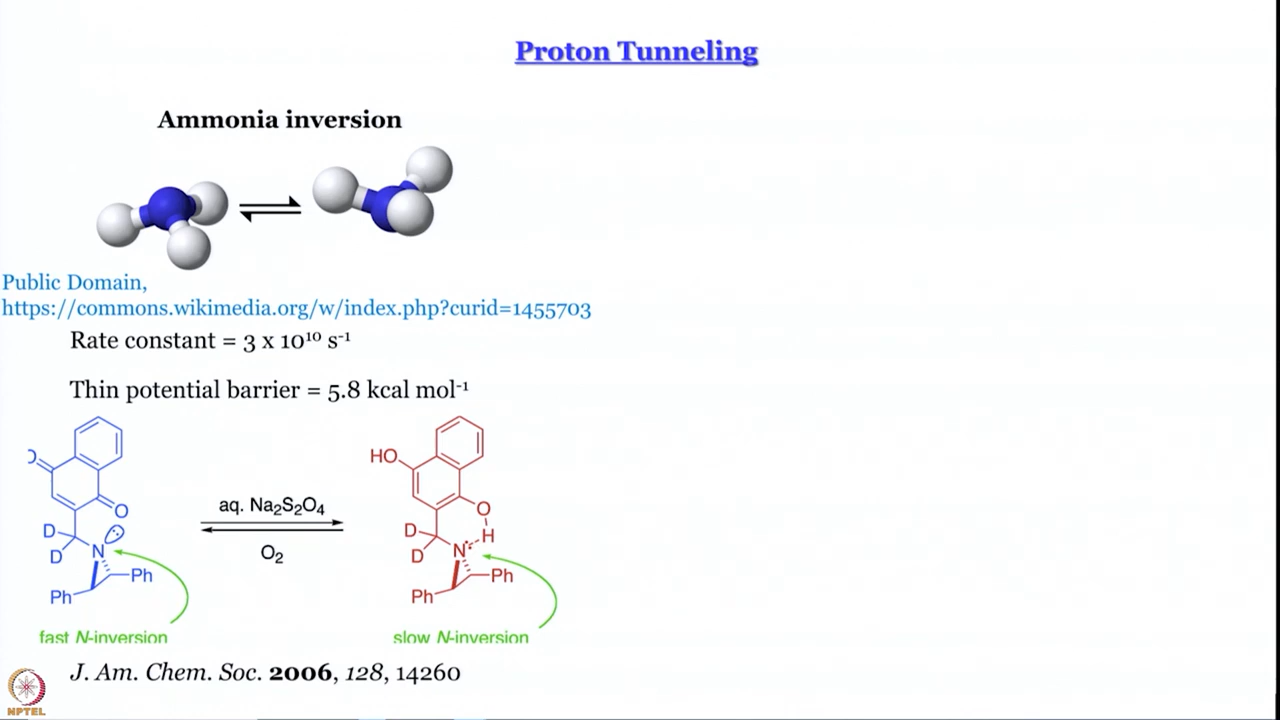 Proton Tunneling
Ammonia inversion
Public Domain,
https://commons.wikimedia.org/w/index.php?curid=1455703
Rate constant = 3 x 10¹⁰ s⁻¹
Thin potential barrier = 5.8 kcal mol⁻¹
O
O
D
D
N
Ph
Ph
fast N-inversion
aq. Na₂S₂O₄
O₂
HO
O
H
D
D
N
Ph
Ph
slow N-inversion
J. Am. Chem. Soc. 2006, 128, 14260
NPTEL